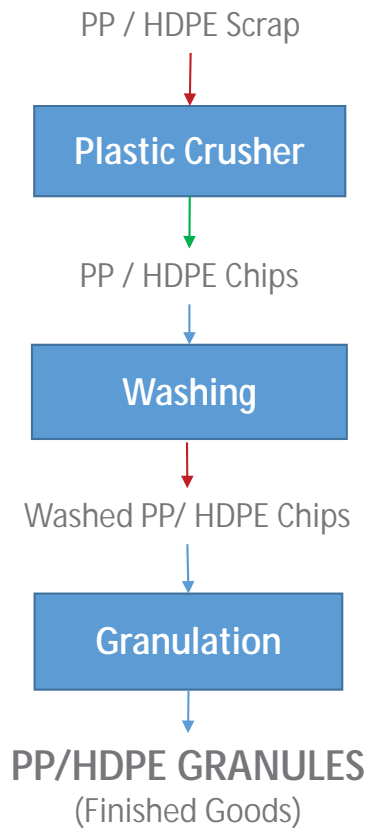 PP / HDPE Scrap
Plastic Crusher
PP / HDPE Chips
Washing
Washed PP/ HDPE Chips
Granulation
PP/HDPE GRANULES
(Finished Goods)